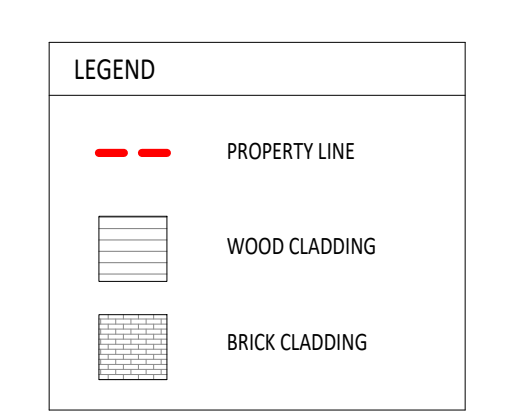 LEGEND
PROPERTY LINE
WOOD CLADDING
BRICK CLADDING